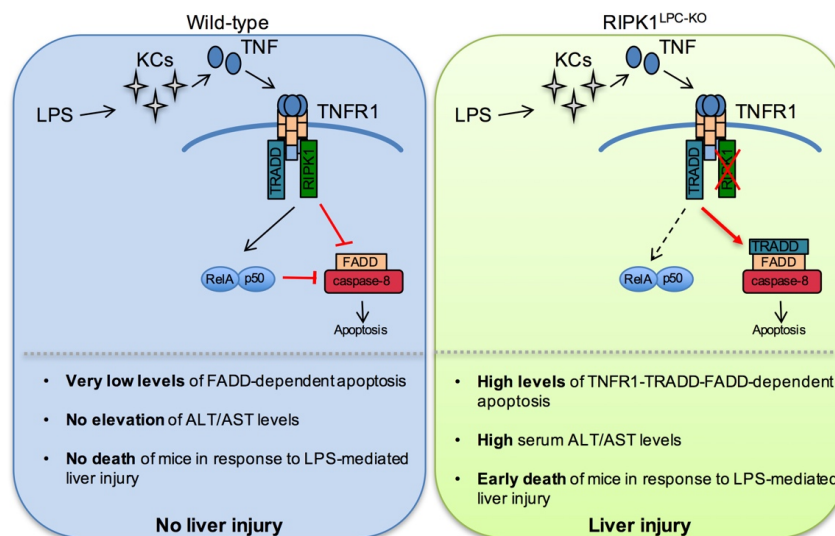 Wild-type
KCs
TNF
LPS
TNFR1
TRADD
RIPK1
RelA
p50
FADD
caspase-8
Apoptosis
• Very low levels of FADD-dependent apoptosis
• No elevation of ALT/AST levels
• No death of mice in response to LPS-mediated
liver injury
No liver injury
RIPK1LPC-KO
KCs
TNF
LPS
TNFR1
TRADD
RIPK1
RelA
p50
TRADD
FADD
caspase-8
Apoptosis
• High levels of TNFR1-TRADD-FADD-dependent
apoptosis
• High serum ALT/AST levels
• Early death of mice in response to LPS-mediated
liver injury
Liver injury